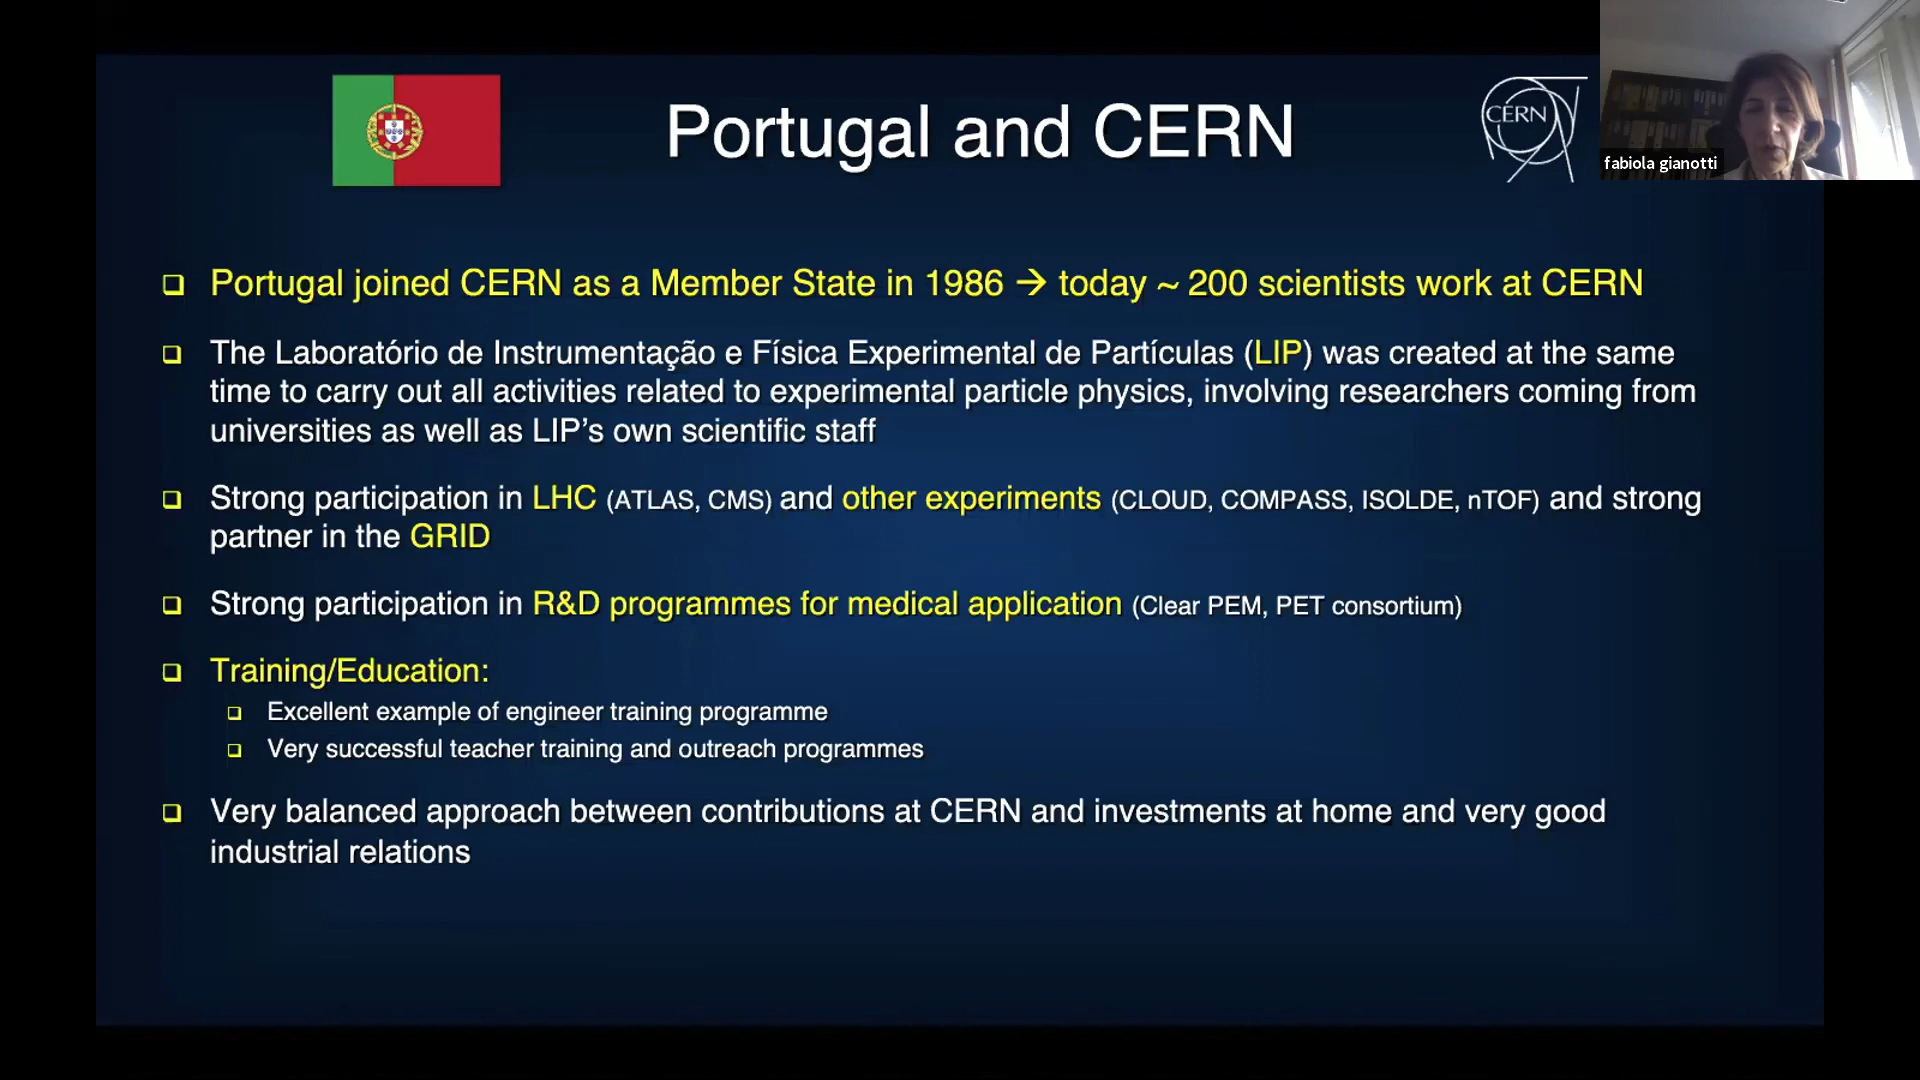 Portugal and CERN
CERN
fabiola gianotti
Portugal joined CERN as a Member State in 1986 → today ~ 200 scientists work at CERN
The Laboratório de Instrumentação e Física Experimental de Partículas (LIP) was created at the same
time to carry out all activities related to experimental particle physics, involving researchers coming from
universities as well as LIP’s own scientific staff
Strong participation in LHC (ATLAS, CMS) and other experiments (CLOUD, COMPASS, ISOLDE, nTOF) and strong
partner in the GRID
Strong participation in R&D programmes for medical application (Clear PEM, PET consortium)
Training/Education:
Excellent example of engineer training programme
Very successful teacher training and outreach programmes
Very balanced approach between contributions at CERN and investments at home and very good
industrial relations